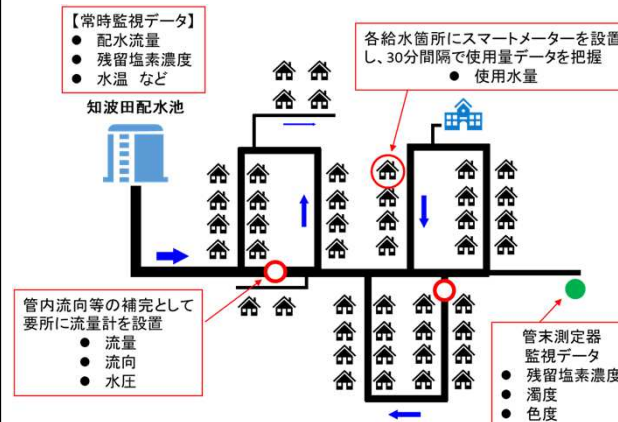 【常時監視データ】
● 配水流量
● 残留塩素濃度
● 水温 など
知波田配水池
各給水箇所にスマートメーターを設置
し、30分間隔で使用量データを把握
● 使用水量
管内流向等の補完として
要所に流量計を設置
● 流量
● 流向
● 水圧
管末測定器
監視データ
● 残留塩素濃度
● 濁度
● 色度